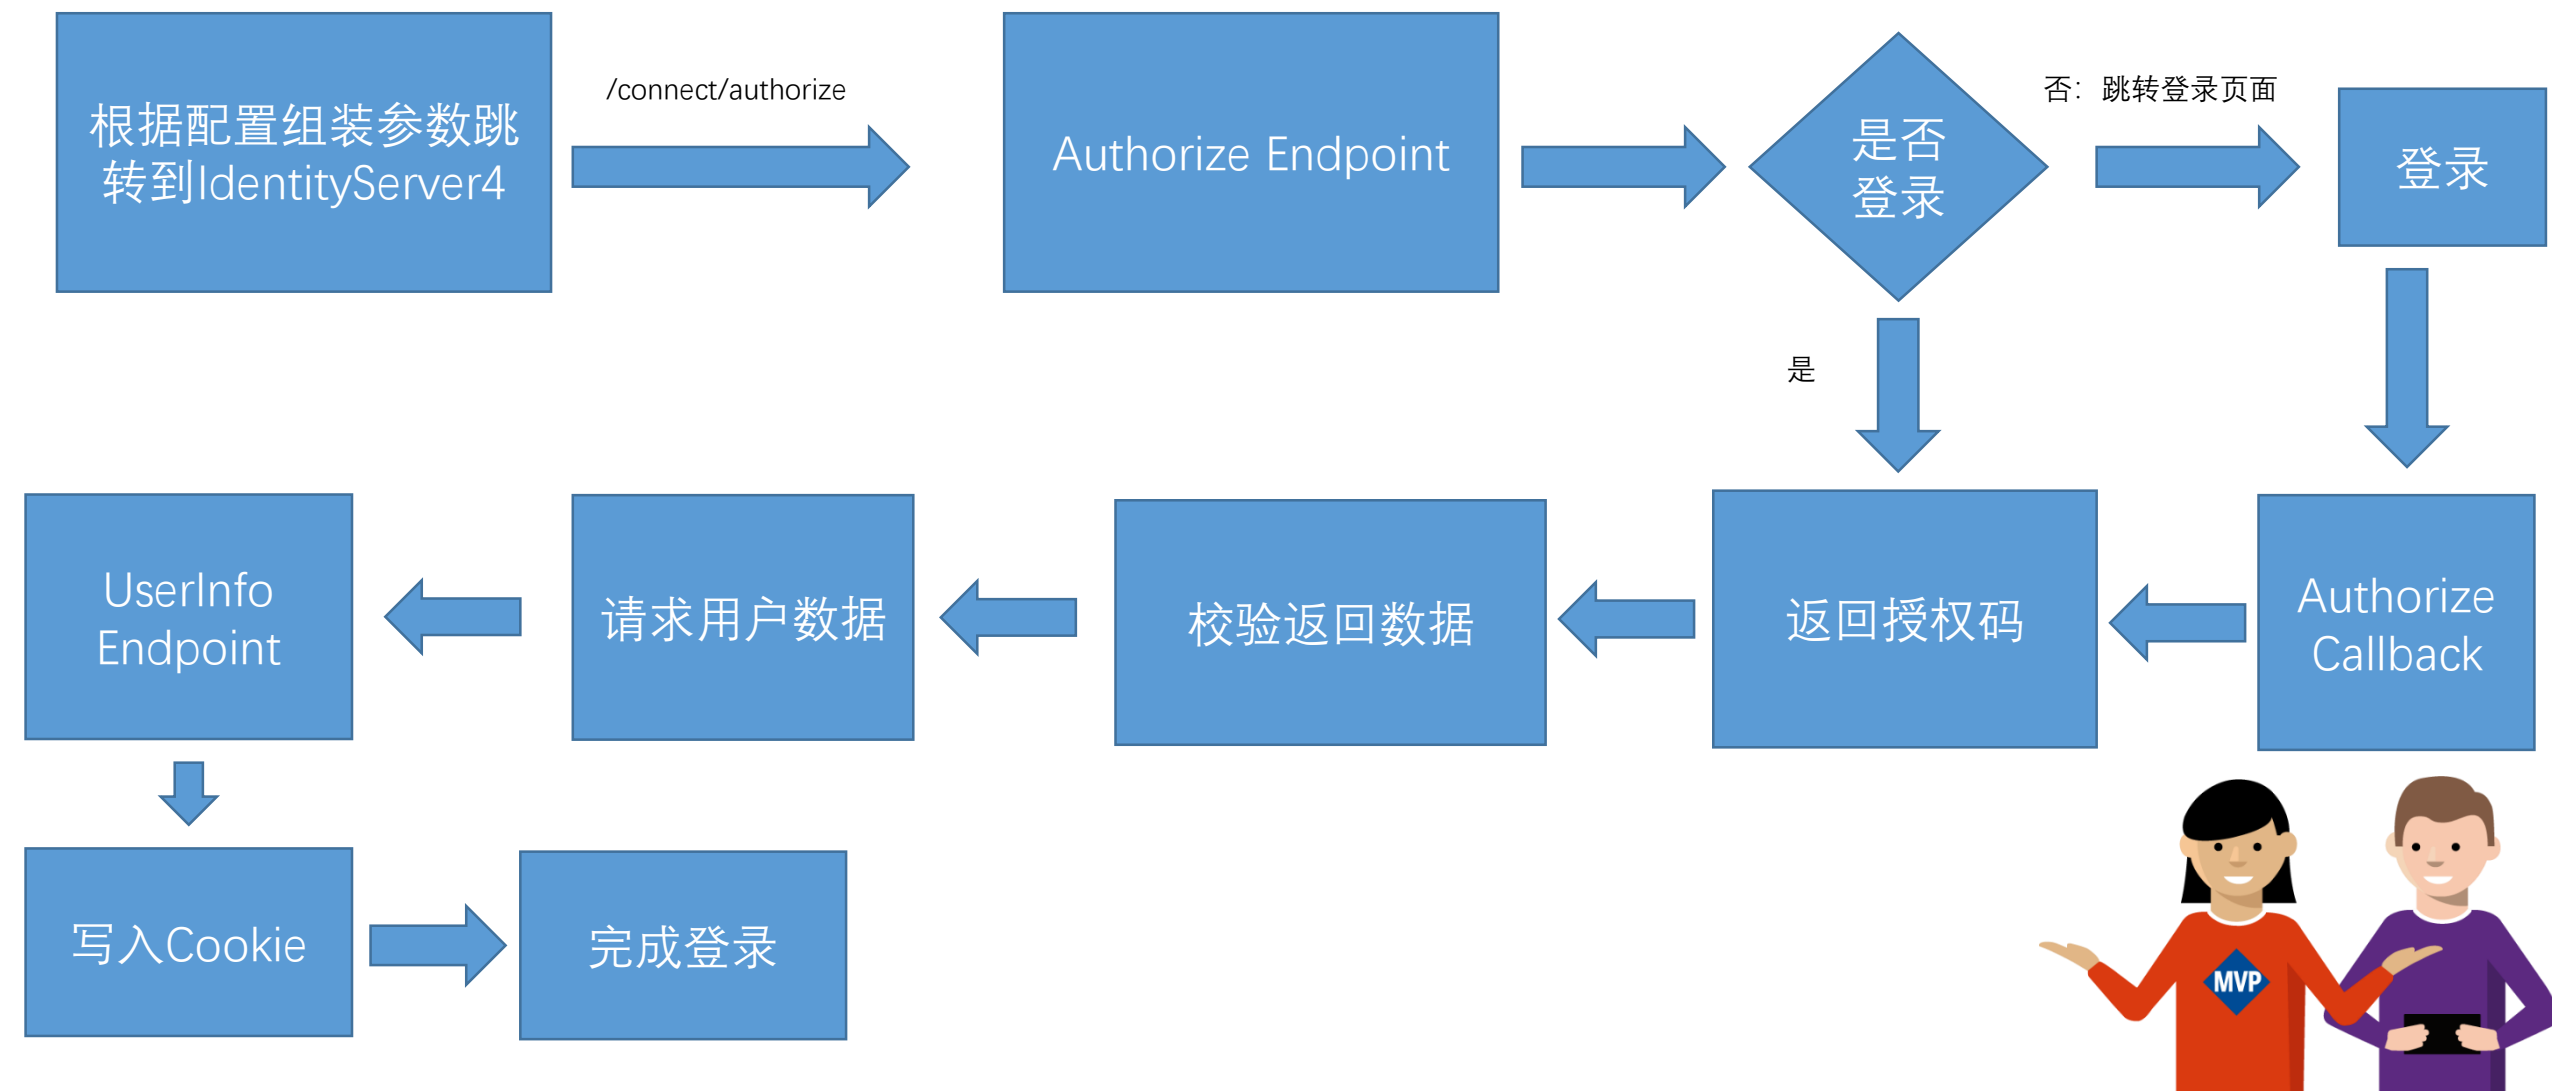 根据配置组装参数跳
转到IdentityServer4
/connect/authorize
Authorize Endpoint
是否
登录
否：跳转登录页面
登录
是
UserInfo
Endpoint
请求用户数据
校验返回数据
返回授权码
Authorize
Callback
写入Cookie
完成登录
MVP